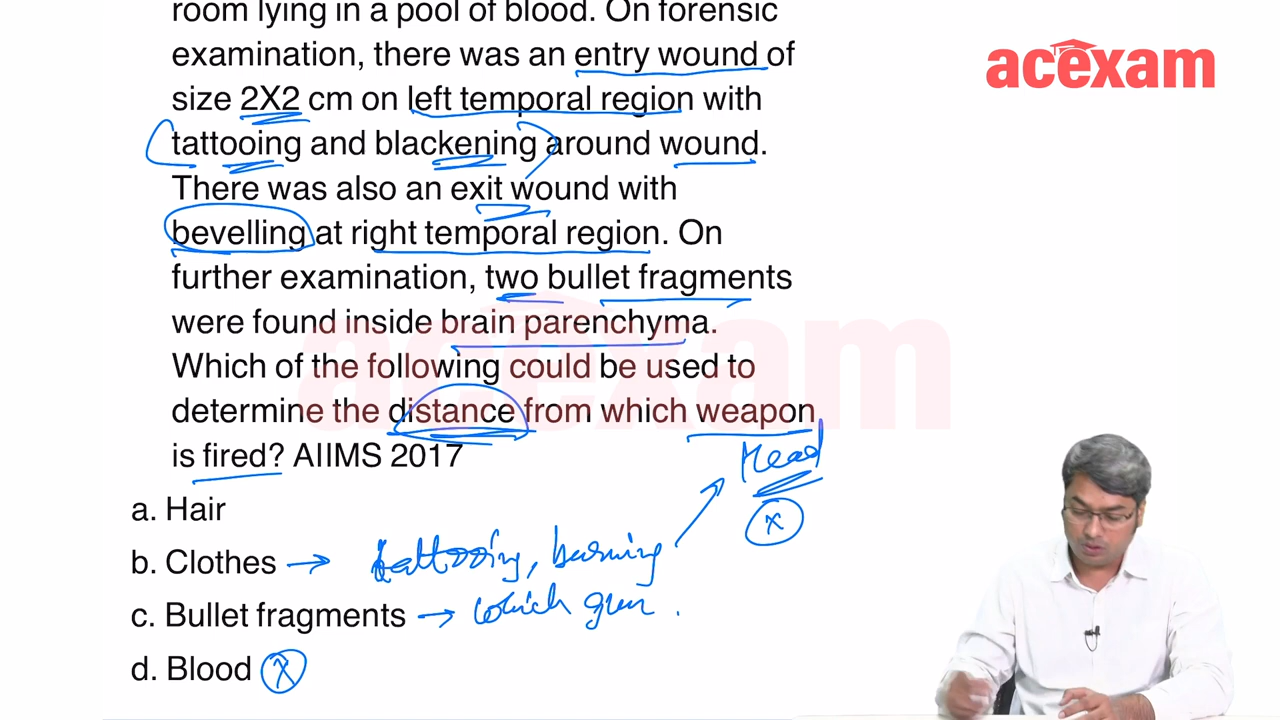 room lying in a pool of blood. On forensic
examination, there was an entry wound of
size 2X2 cm on left temporal region with
tattooing and blackening around wound.
There was also an exit wound with
bevelling at right temporal region. On
further examination, two bullet fragments
were found inside brain parenchyma.
Which of the following could be used to
determine the distance from which weapon
is fired? AIIMS 2017
Head
x
a. Hair
b. Clothes → tattooing, burning
c. Bullet fragments → which gun.
d. Blood x
acexam
acexam